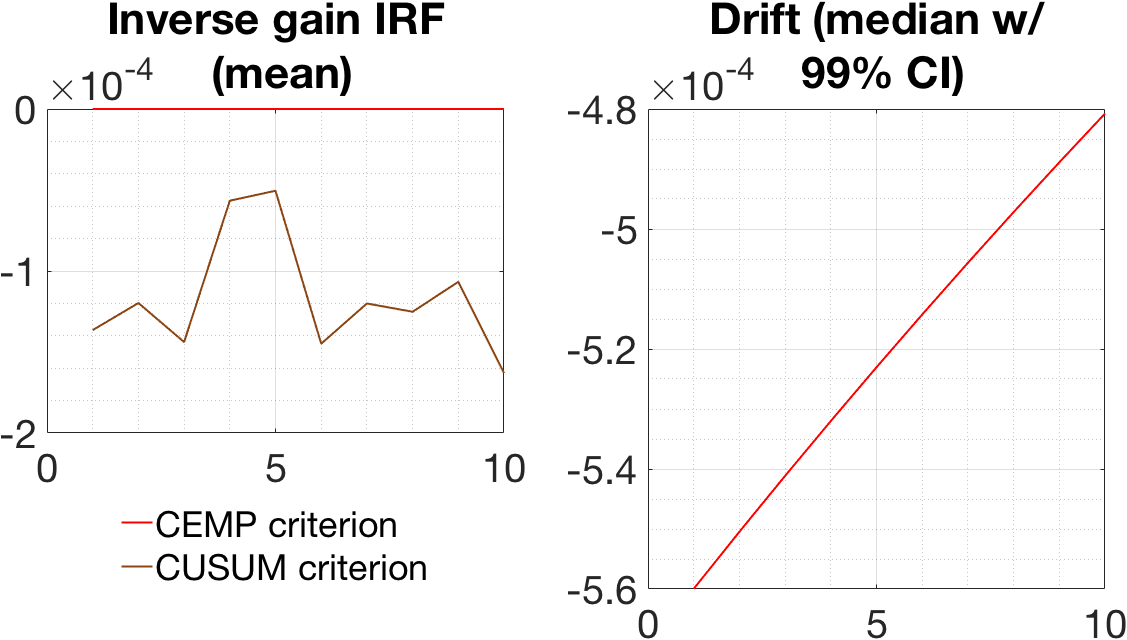 Inverse gain IRF
(mean)
×10-4
0
-1
-2
0
5
10
CEMP criterion
CUSUM criterion
Drift (median w/
99% CI)
×10-4
-4.8
-5
-5.2
-5.4
-5.6
0
5
10